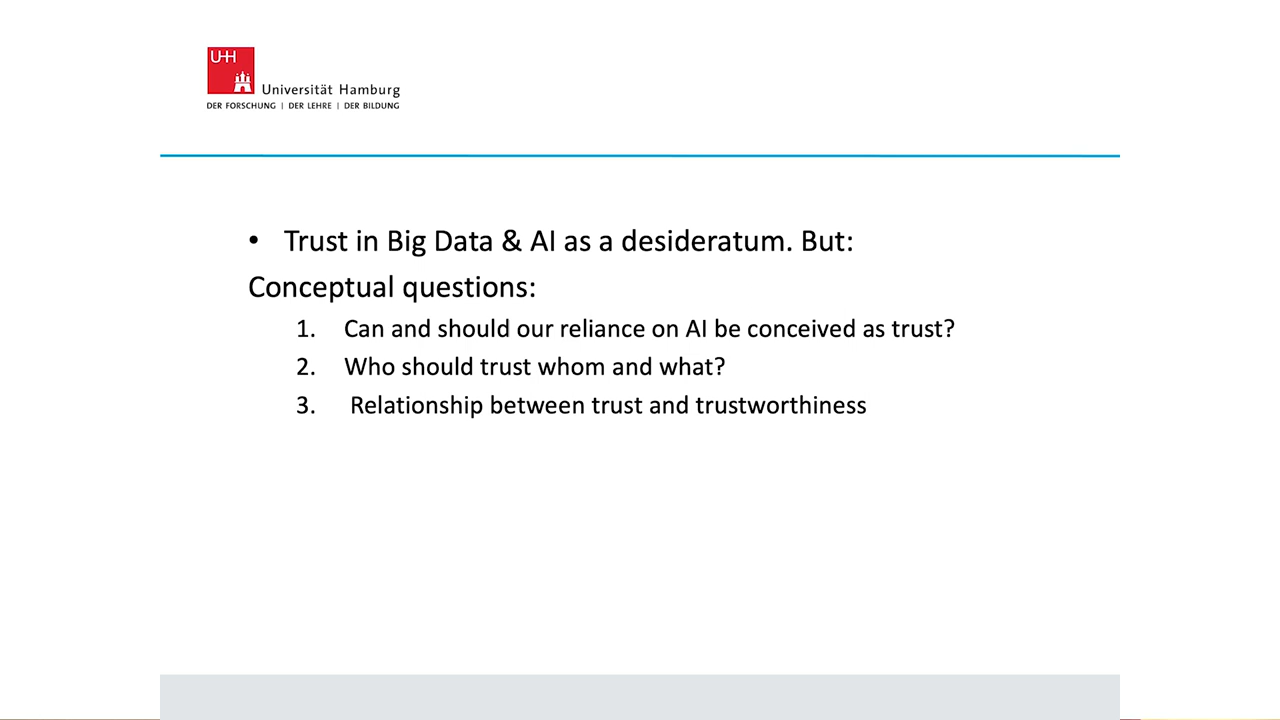 UHH
Universität Hamburg
DER FORSCHUNG | DER LEHRE | DER BILDUNG
• Trust in Big Data & AI as a desideratum. But:
Conceptual questions:
1. Can and should our reliance on AI be conceived as trust?
2. Who should trust whom and what?
3. Relationship between trust and trustworthiness